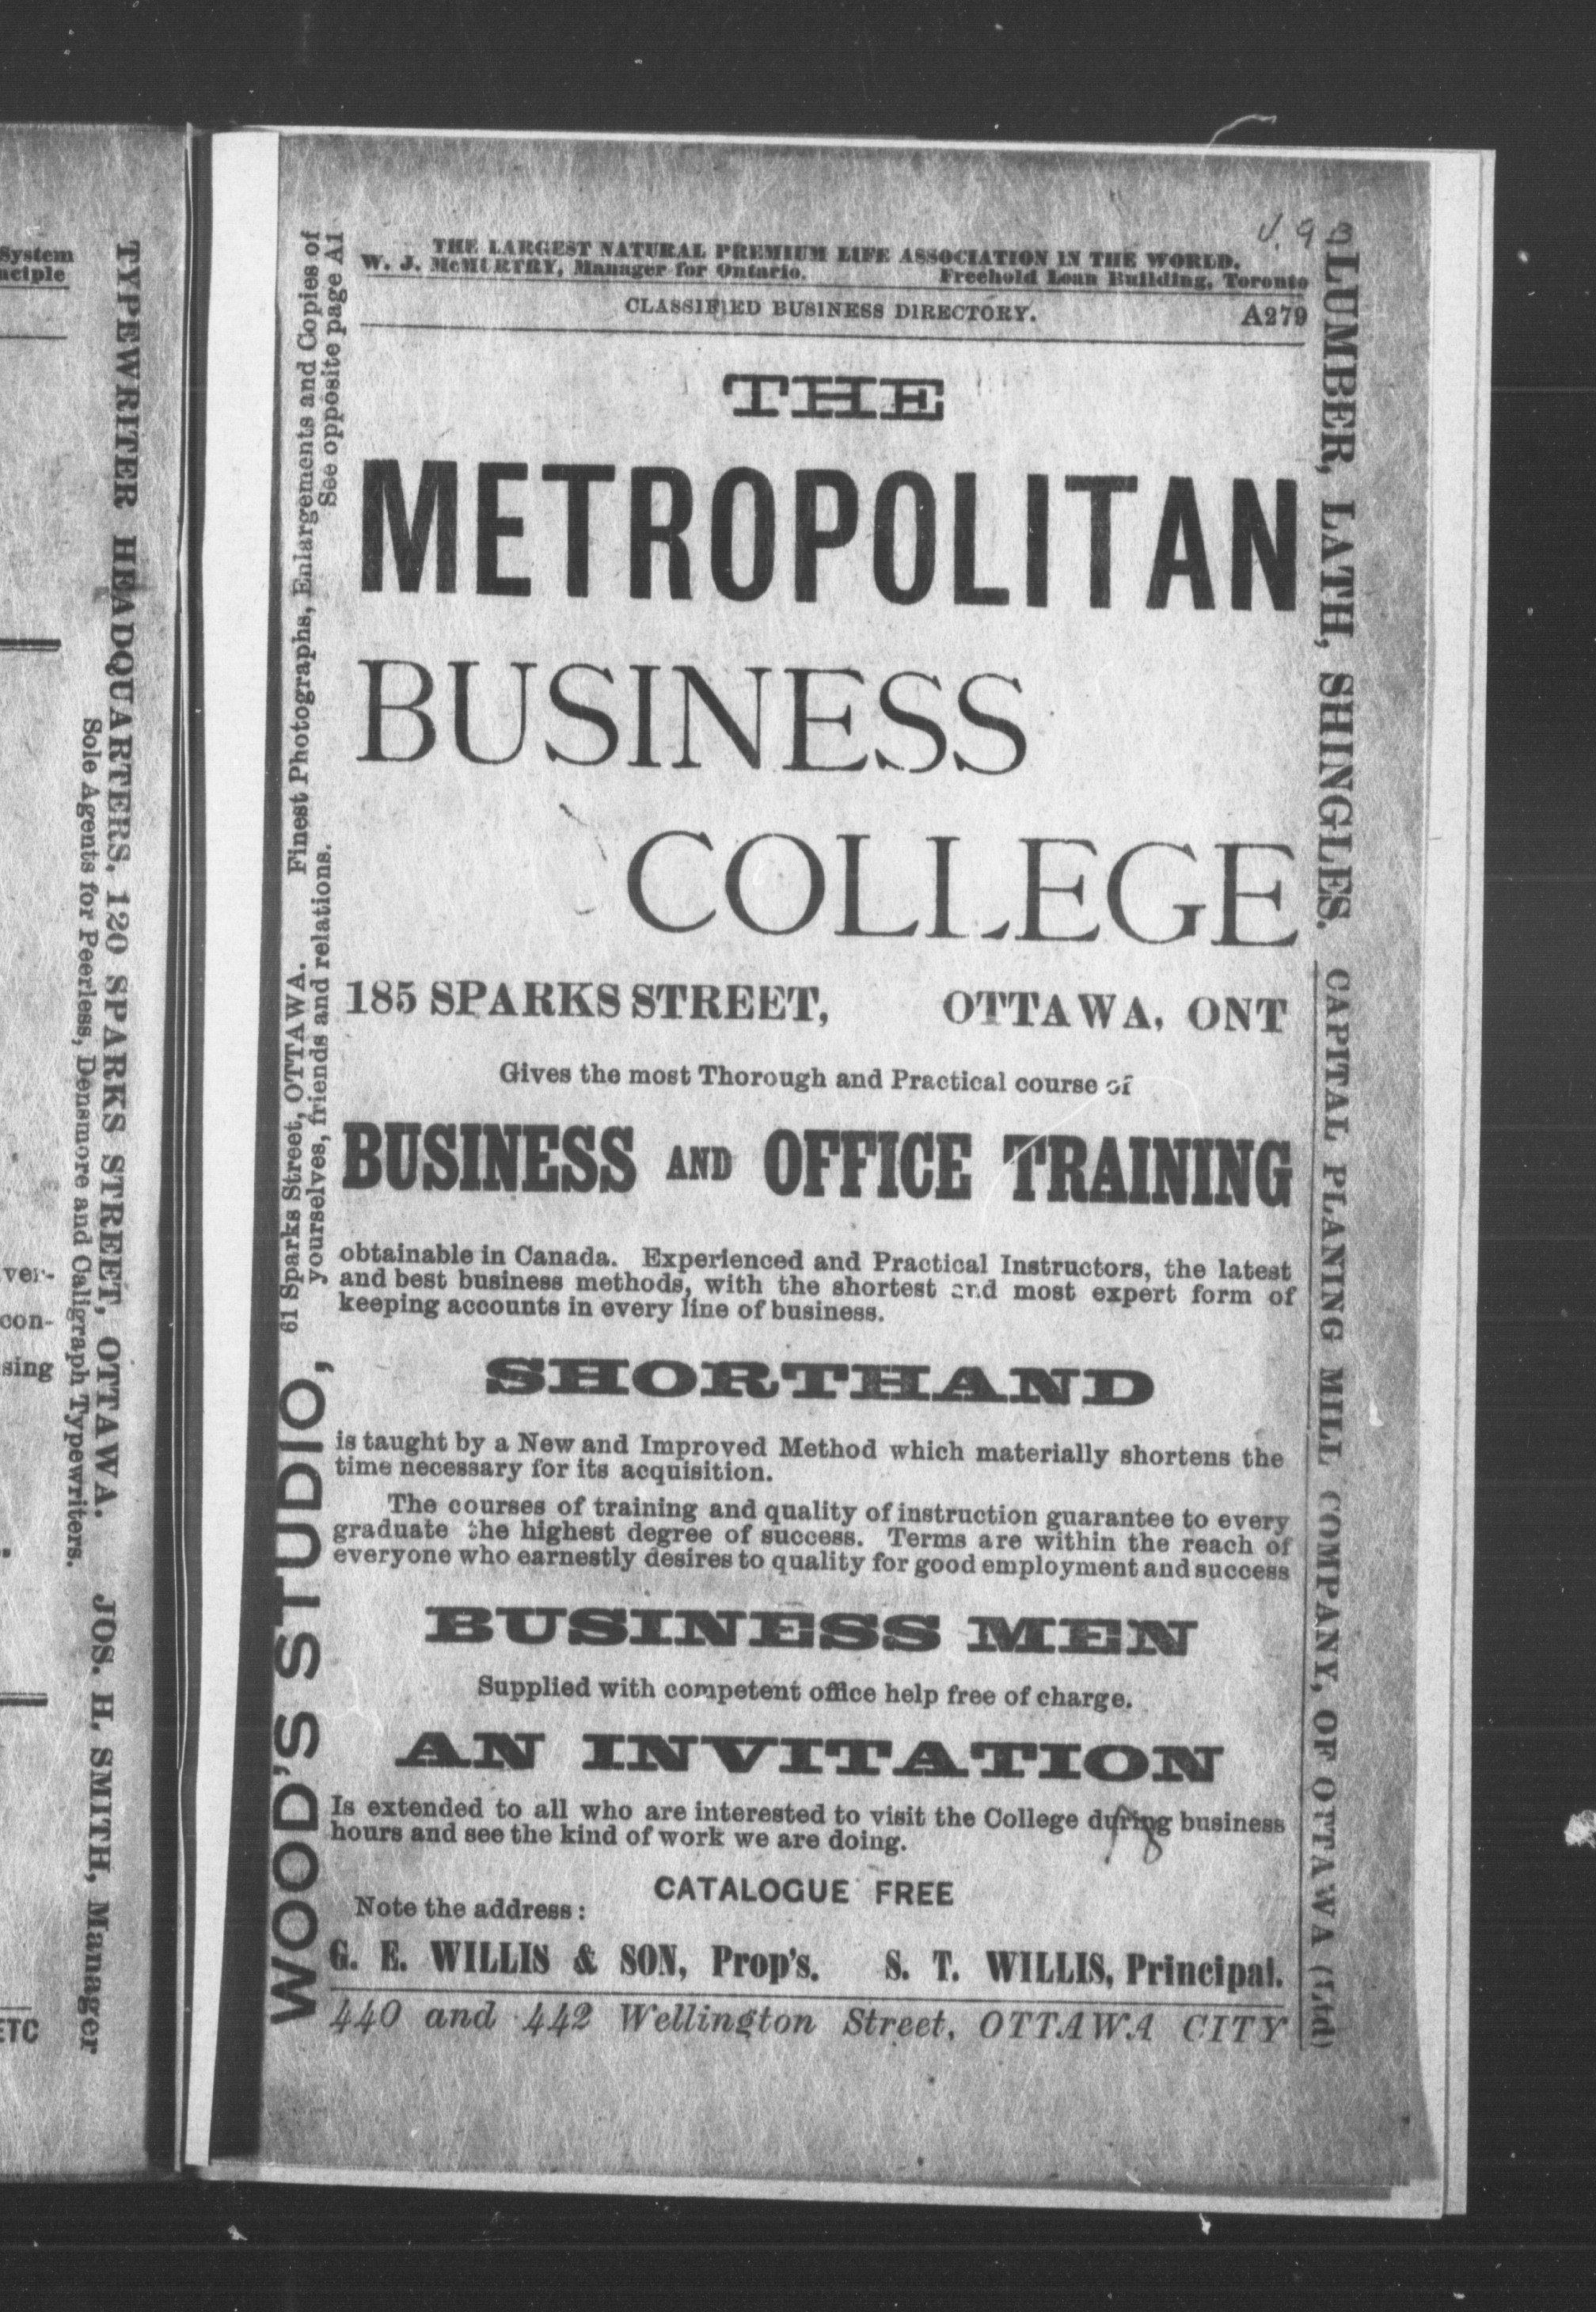 System
TYPEWRITER HEADQUARTERS, 120 SPARKS STREET, OTTAWA. JOS. H. SMITH, Manager
Sole Agents for Peerless, Densmore and Caligraph Typewriters.
ver-
con-
sing
ETC
V. 93
THE LARGEST NATURAL PREMIUM LIFE ASSOCIATION IN THE WORLD.
W. J. McMURTRY, Manager for Ontario. Freehold Loan Building, Toronto
CLASSIFIED BUSINESS DIRECTORY. A279
THE
METROPOLITAN
BUSINESS
COLLEGE
185 SPARKS STREET, OTTAWA, ONT
Gives the most Thorough and Practical course of
BUSINESS AND OFFICE TRAINING
obtainable in Canada. Experienced and Practical Instructors, the latest
and best business methods, with the shortest and most expert form of
keeping accounts in every line of business.
SHORTHAND
is taught by a New and Improved Method which materially shortens the
time necessary for its acquisition.
The courses of training and quality of instruction guarantee to every
graduate the highest degree of success. Terms are within the reach of
everyone who earnestly desires to quality for good employment and success
BUSINESS MEN
Supplied with competent office help free of charge.
AN INVITATION
Is extended to all who are interested to visit the College during business
hours and see the kind of work we are doing.
CATALOGUE FREE
Note the address :
G. E. WILLIS & SON, Prop's. S. T. WILLIS, Principal.
440 and 442 Wellington Street, OTTAWA CITY
WOOD'S STUDIO, 61 Sparks Street, OTTAWA. Finest Photographs, Enlargements and Copies of
yourselves, friends and relations. See opposite page A1
LUMBER, LATH, SHINGLES. CAPITAL PLANING MILL COMPANY, OF OTTAWA (Ltd)